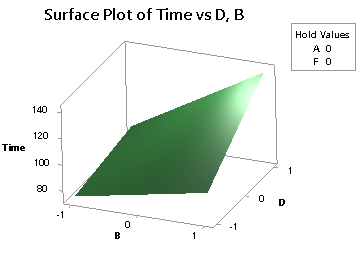 Surface Plot of Time vs D, B
Hold Values
A 0
F 0
140
120
Time
100
80
-1
0
1
B
-1
0
1
D